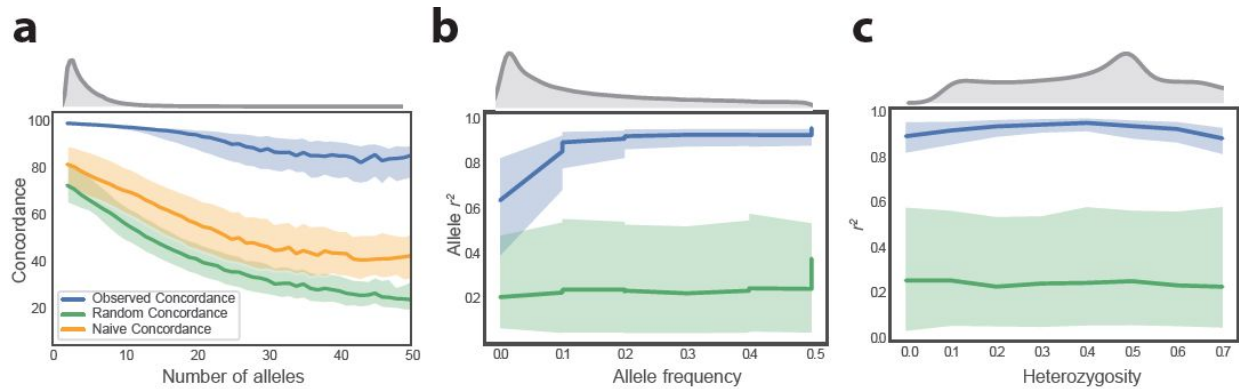 a
Concordance
100
80
60
40
20
Observed Concordance
Random Concordance
Naive Concordance
0 10 20 30 40 50
Number of alleles
b
Allele r²
1.0
0.8
0.6
0.4
0.2
0.0 0.1 0.2 0.3 0.4 0.5
Allele frequency
c
r²
1.0
0.8
0.6
0.4
0.2
0.0
0.0 0.1 0.2 0.3 0.4 0.5 0.6 0.7
Heterozygosity